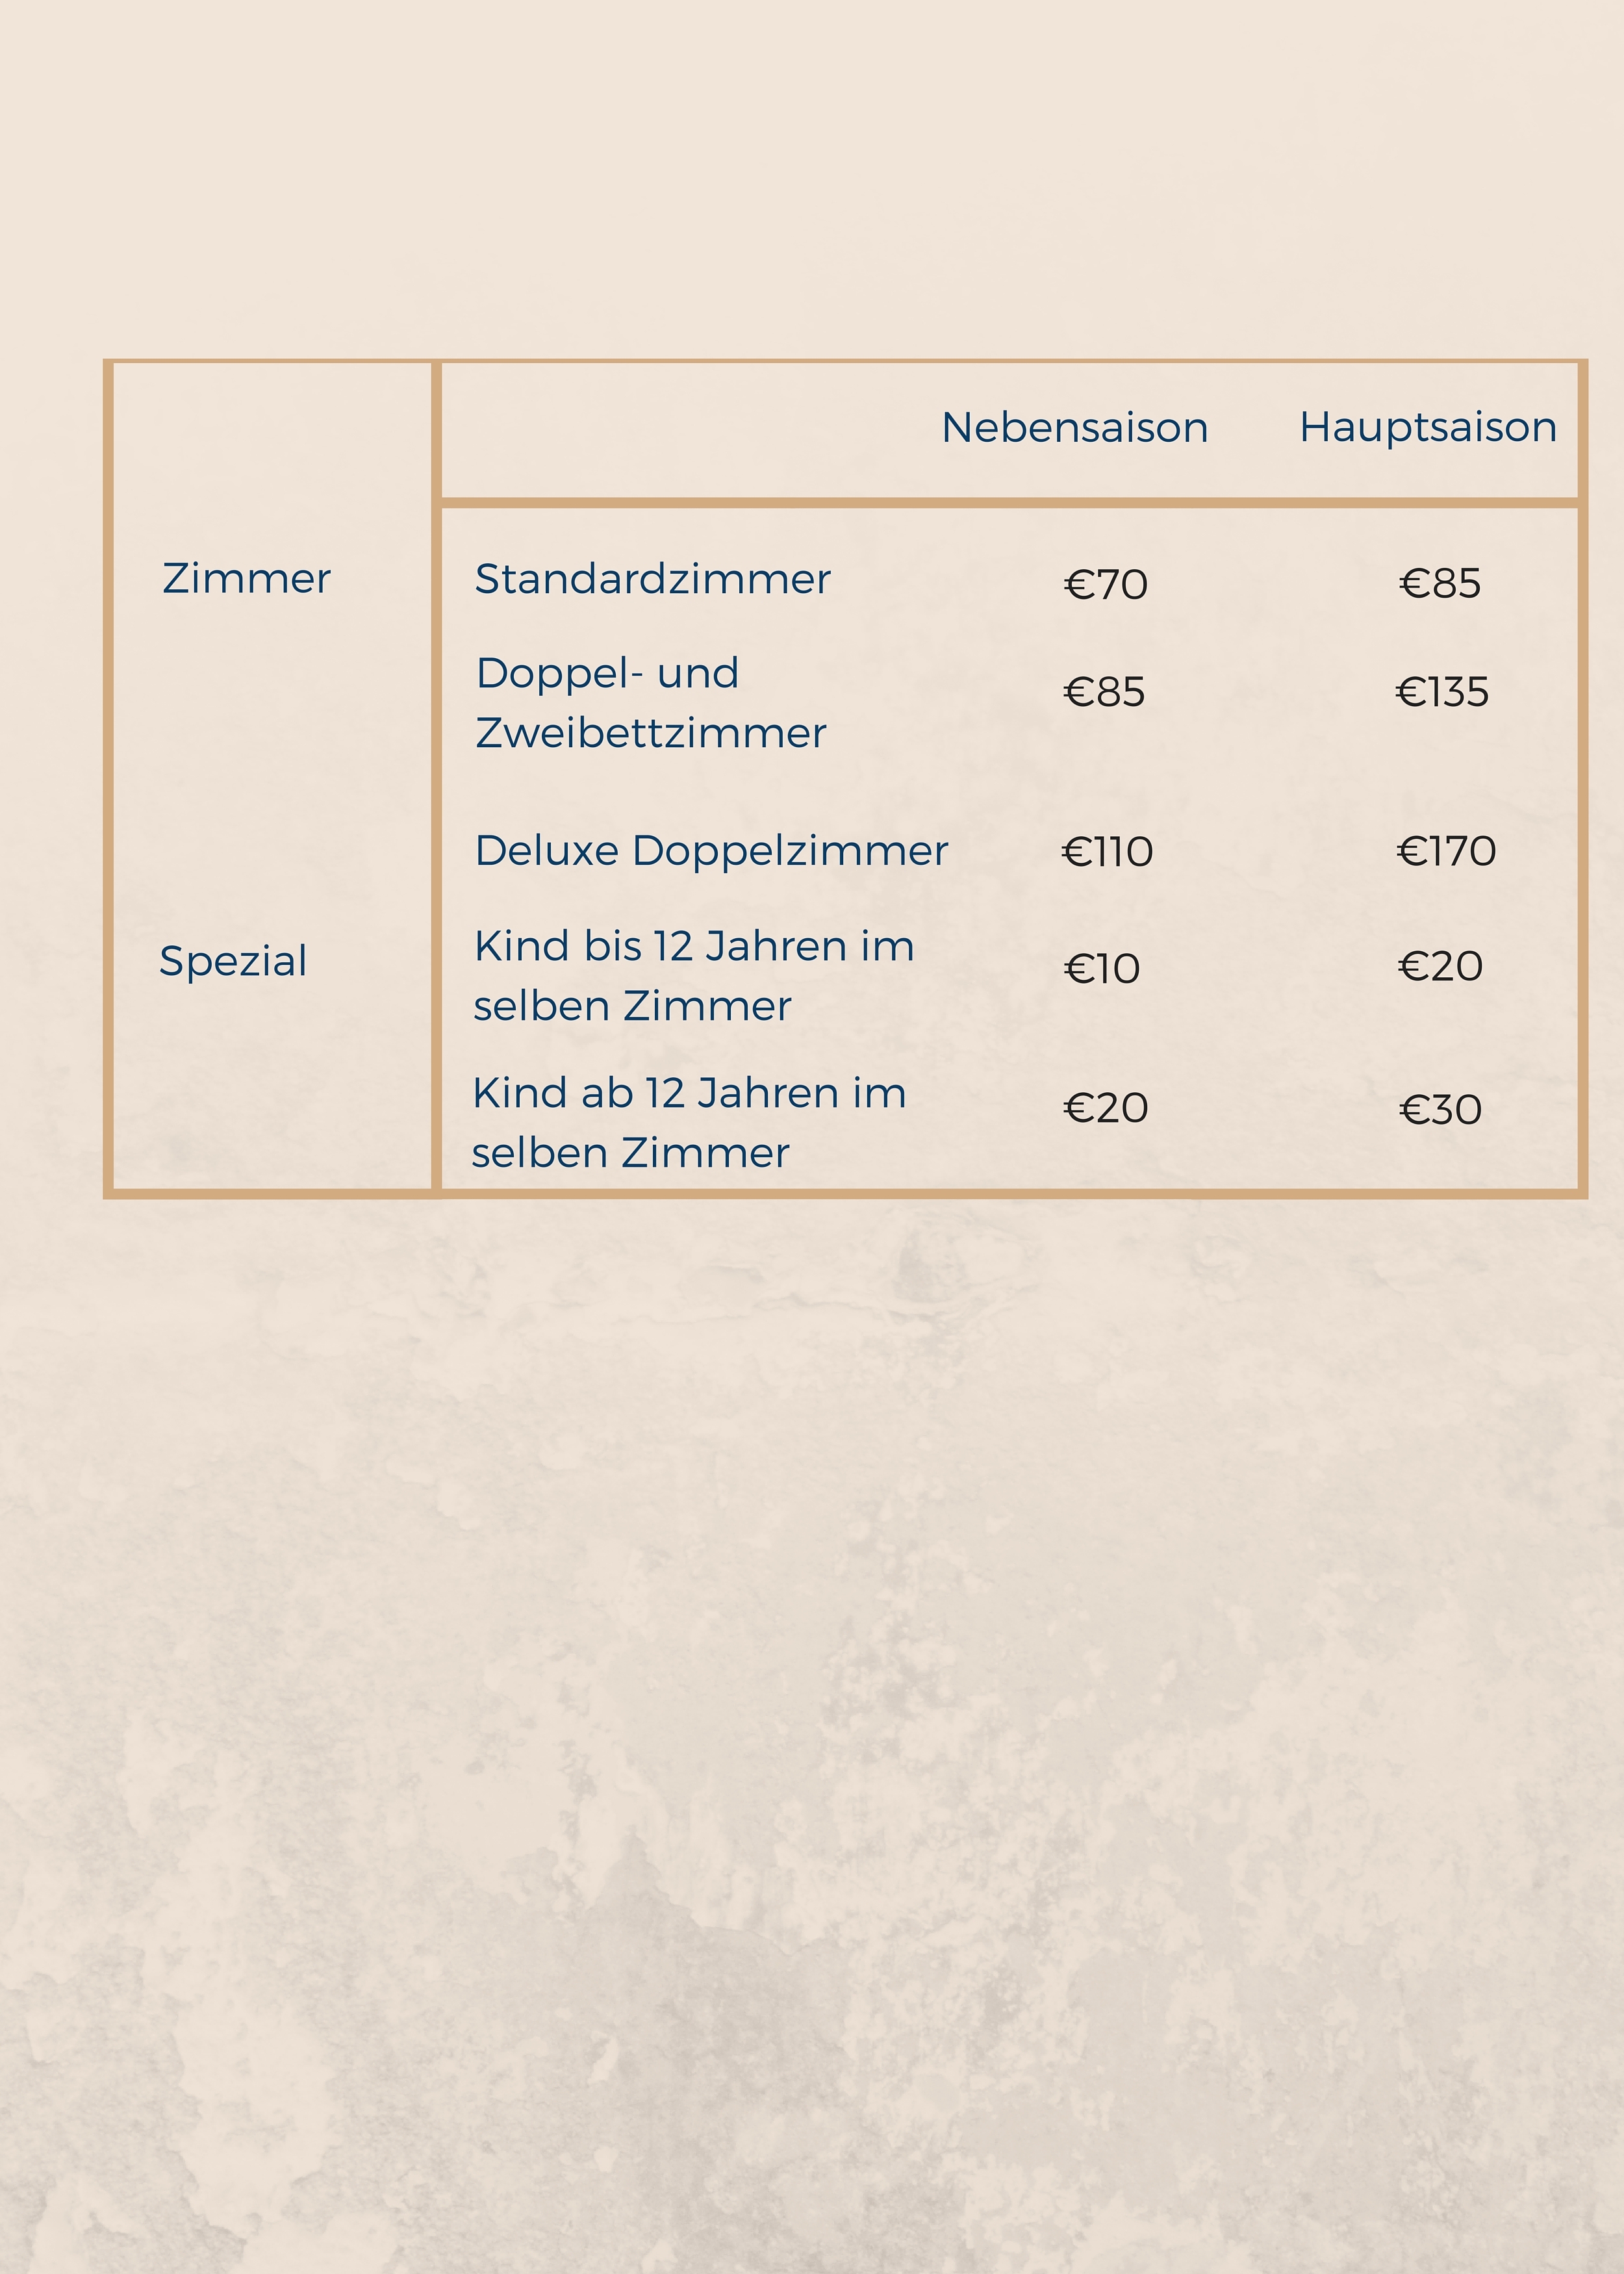 Nebensaison Hauptsaison
Zimmer Standardzimmer €70 €85
Doppel- und
Zweibettzimmer €85 €135
Deluxe Doppelzimmer €110 €170
Spezial Kind bis 12 Jahren im
selben Zimmer €10 €20
Kind ab 12 Jahren im
selben Zimmer €20 €30